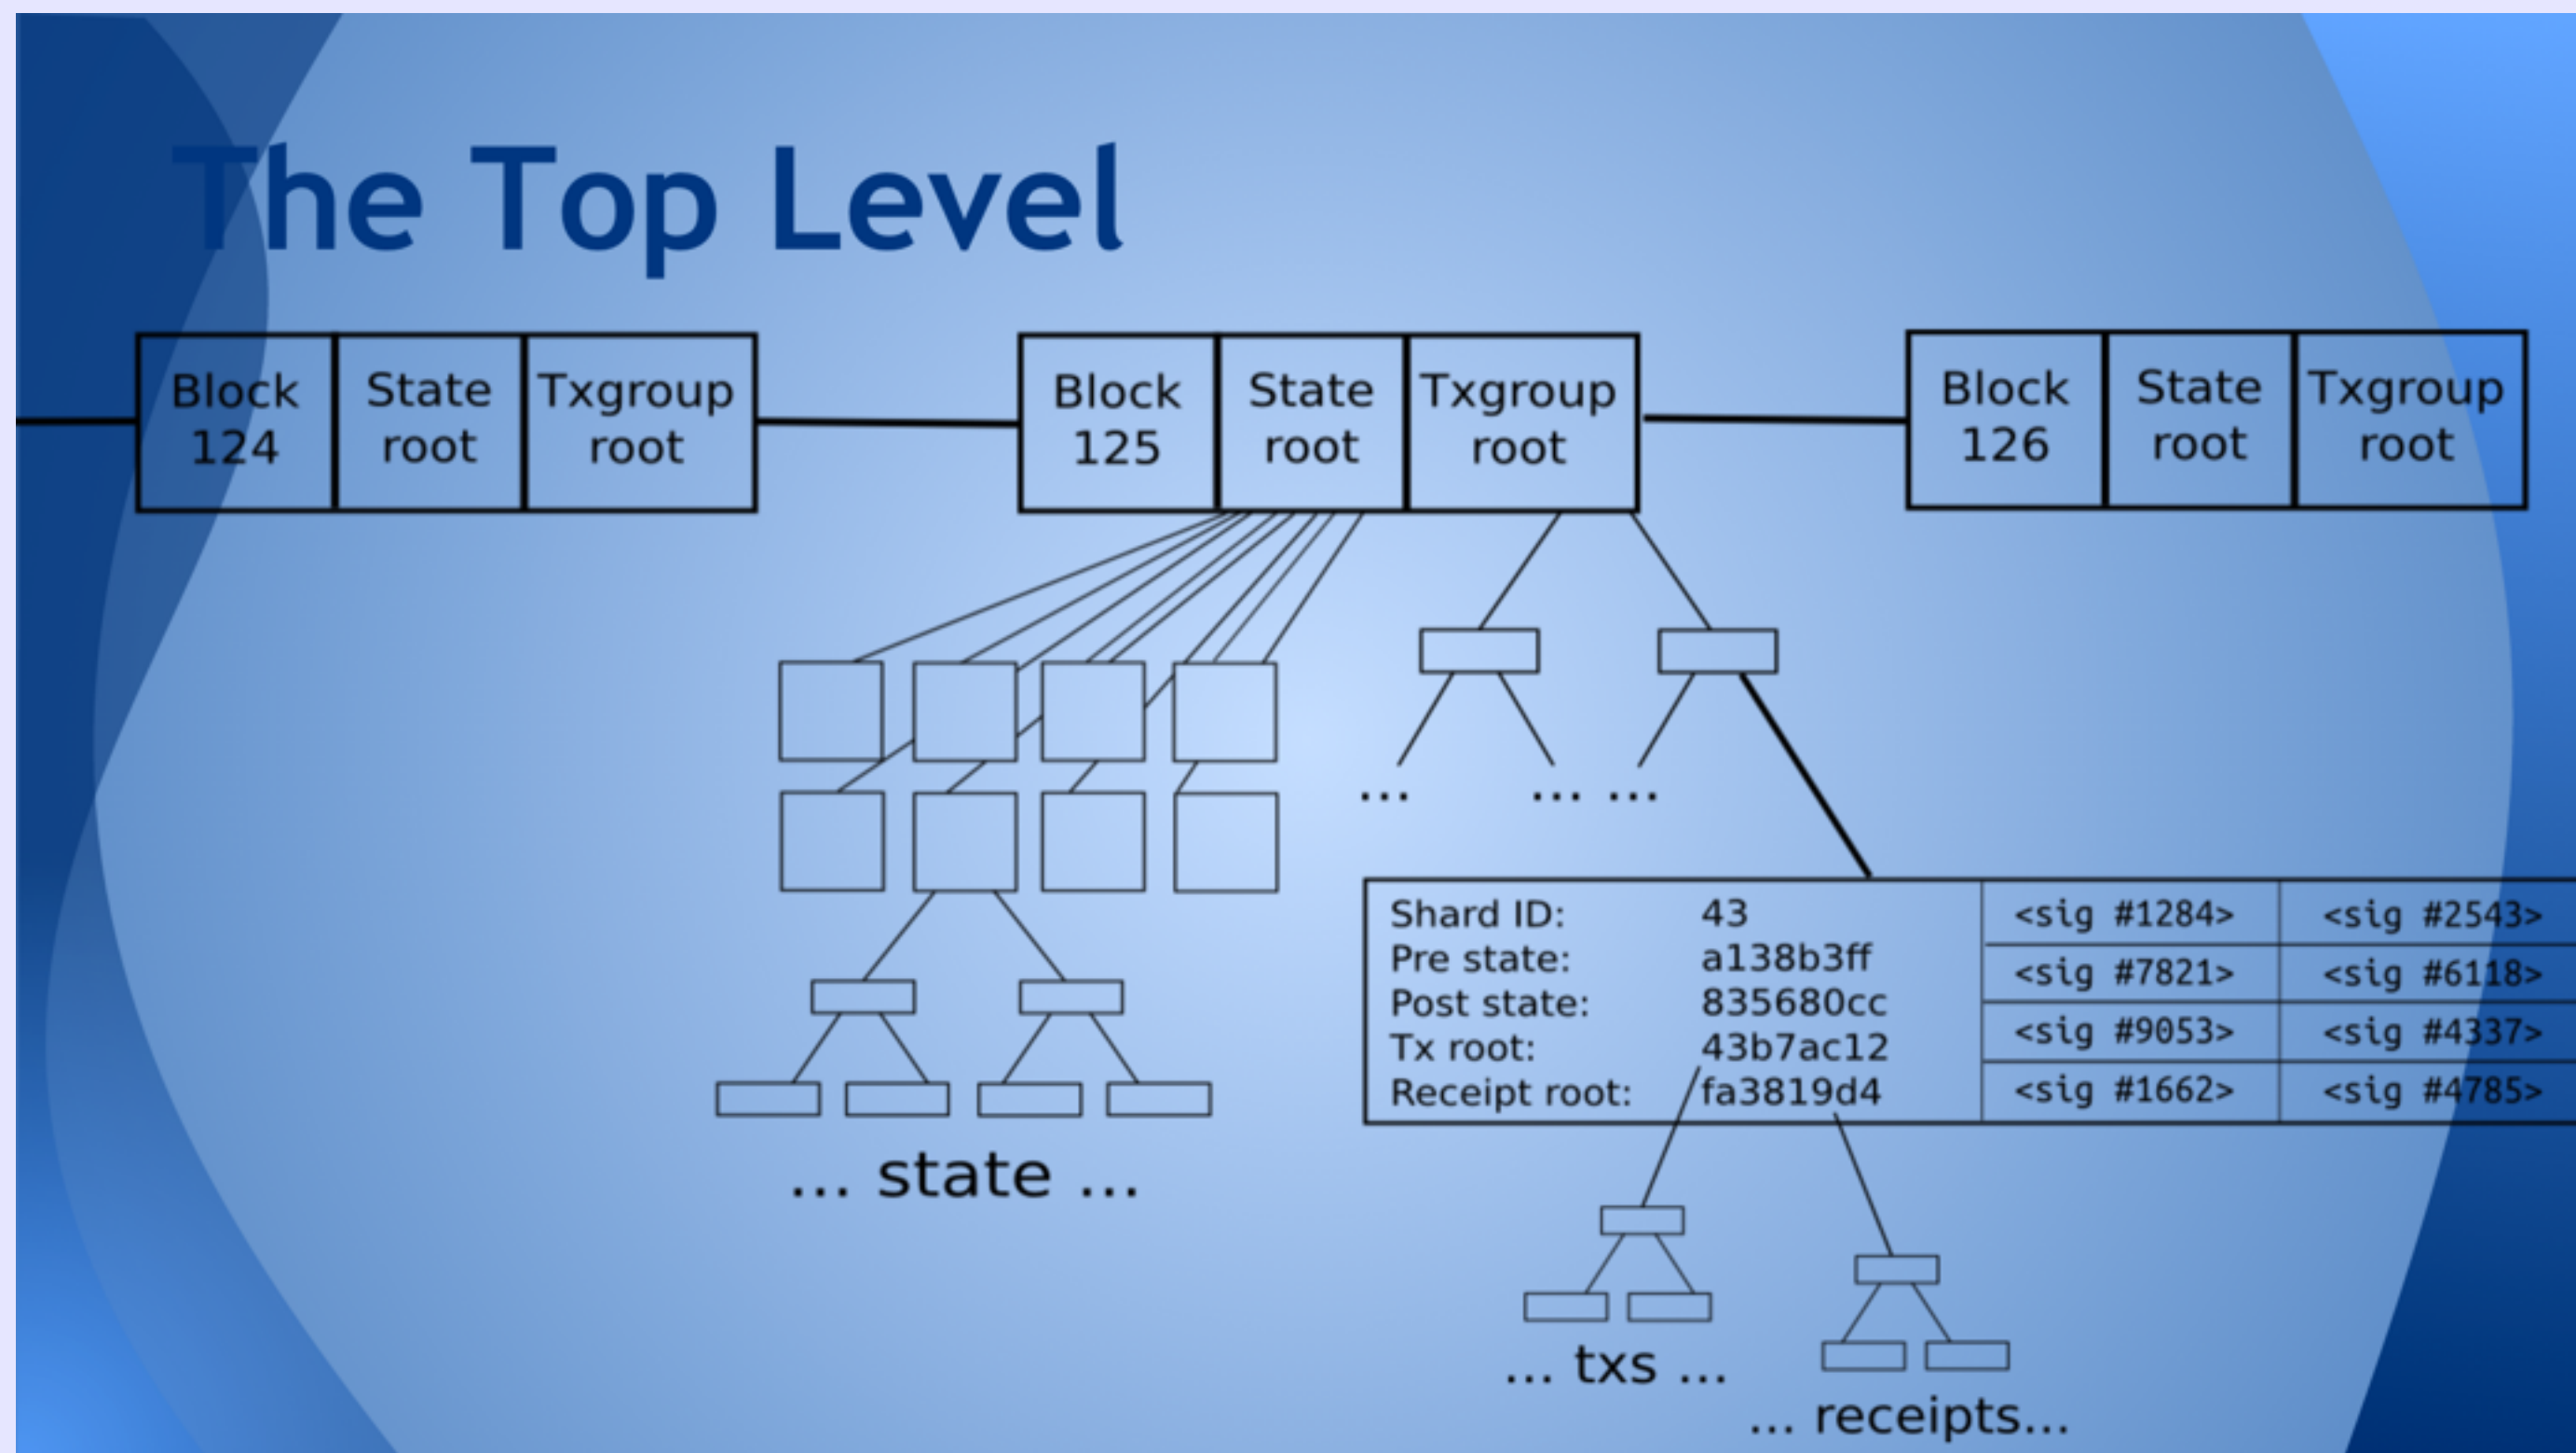 The Top Level
Block
124
State
root
Txgroup
root
Block
125
State
root
Txgroup
root
Block
126
State
root
Txgroup
root
...
... ...
Shard ID: 43
Pre state: a138b3ff
Post state: 835680cc
Tx root: 43b7ac12
Receipt root: fa3819d4
<sig #1284> <sig #2543>
<sig #7821> <sig #6118>
<sig #9053> <sig #4337>
<sig #1662> <sig #4785>
... state ...
... txs ...
... receipts...